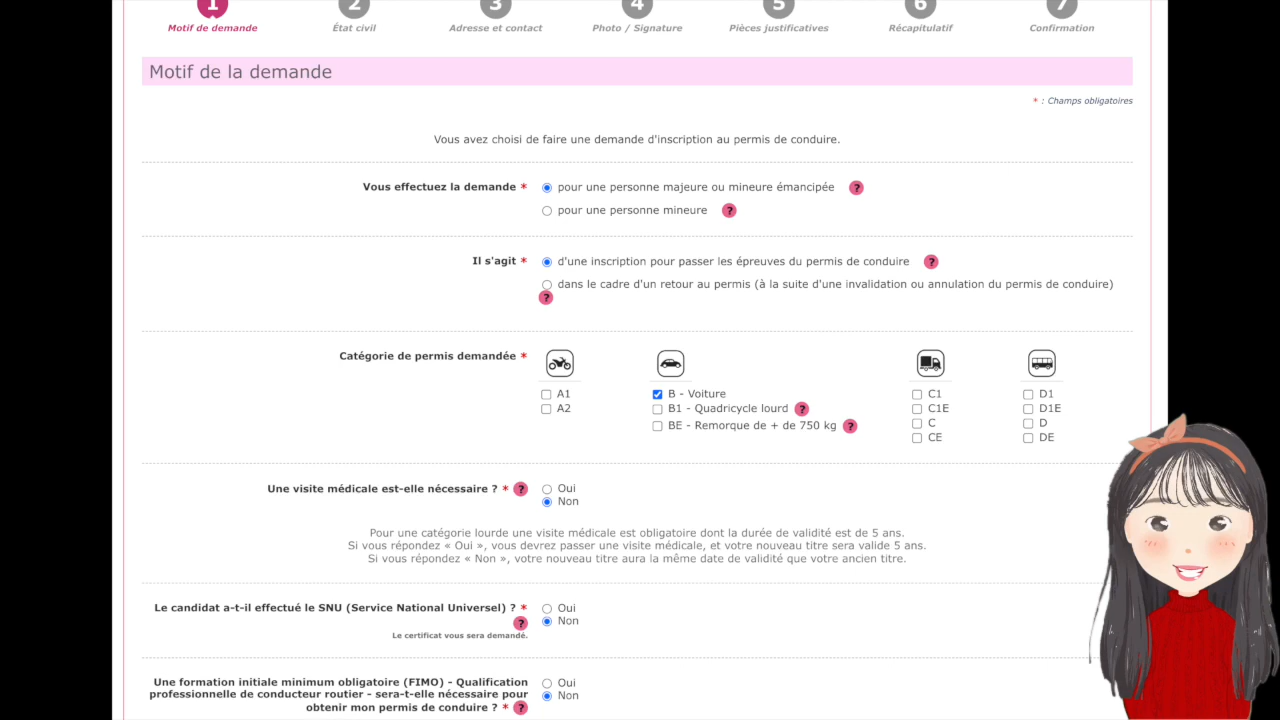 1 2 3 4 5 6 7
Motif de demande État civil Adresse et contact Photo / Signature Pièces justificatives Récapitulatif Confirmation
Motif de la demande
* : Champs obligatoires
Vous avez choisi de faire une demande d'inscription au permis de conduire.
Vous effectuez la demande * pour une personne majeure ou mineure émancipée ?
pour une personne mineure ?
Il s'agit * d'une inscription pour passer les épreuves du permis de conduire ?
dans le cadre d'un retour au permis (à la suite d'une invalidation ou annulation du permis de conduire)
?
Catégorie de permis demandée *
A1 B - Voiture C1 D1
A2 B1 - Quadricycle lourd ? C1E D1E
BE - Remorque de + de 750 kg ? C D
CE DE
Une visite médicale est-elle nécessaire ? * ? Oui
Non
Pour une catégorie lourde une visite médicale est obligatoire dont la durée de validité est de 5 ans.
Si vous répondez « Oui », vous devrez passer une visite médicale, et votre nouveau titre sera valide 5 ans.
Si vous répondez « Non », votre nouveau titre aura la même date de validité que votre ancien titre.
Le candidat a-t-il effectué le SNU (Service National Universel) ? * Oui
? Non
Le certificat vous sera demandé.
Une formation initiale minimum obligatoire (FIMO) - Qualification Oui
professionnelle de conducteur routier - sera-t-elle nécessaire pour Non
obtenir mon permis de conduire ? * ?